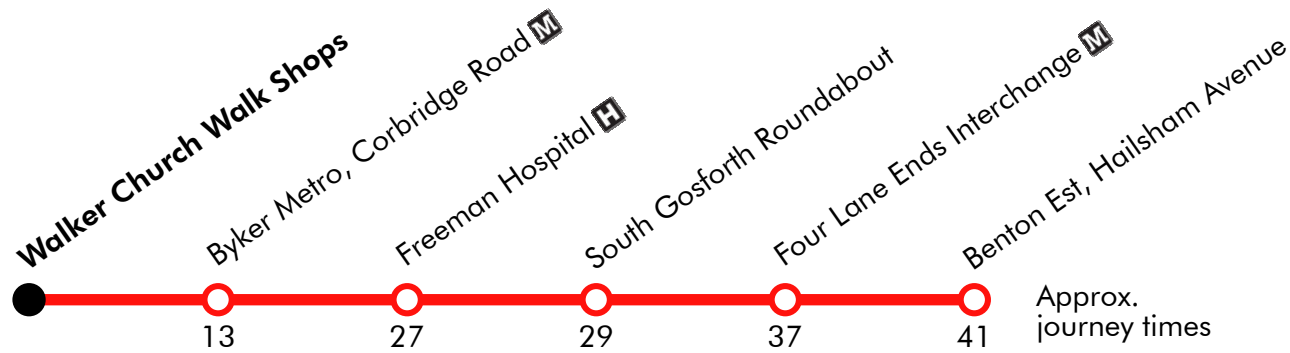 Walker Church Walk Shops
Byker Metro, Corbridge Road M
Freeman Hospital H
South Gosforth Roundabout
Four Lane Ends Interchange M
Benton Est, Hailsham Avenue
13 27 29 37 41
Approx.
journey times